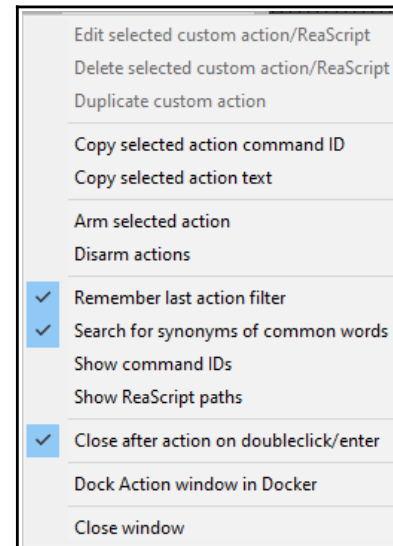 Edit selected custom action/ReaScript
Delete selected custom action/ReaScript
Duplicate custom action
Copy selected action command ID
Copy selected action text
Arm selected action
Disarm actions
Remember last action filter
Search for synonyms of common words
Show command IDs
Show ReaScript paths
Close after action on doubleclick/enter
Dock Action window in Docker
Close window